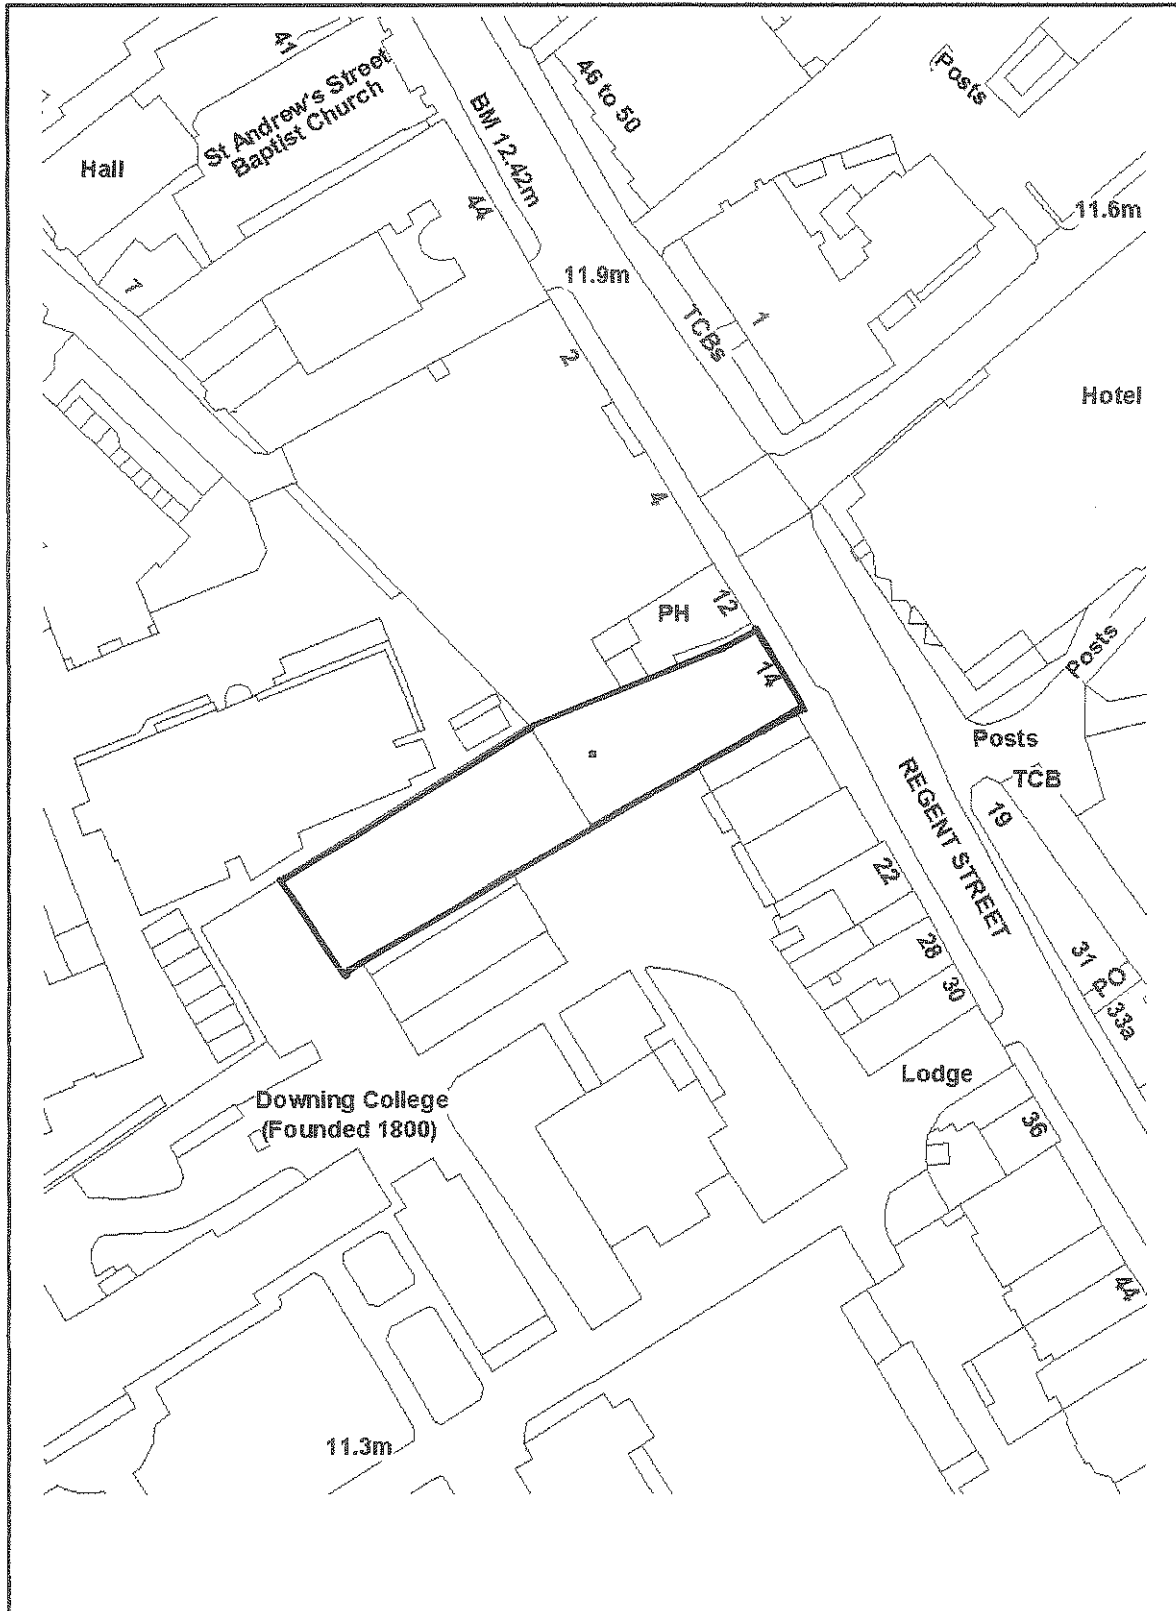 41
St Andrew's Street
Baptist Church
Hall
46 to 50
Posts
BM 12.42m
44
11.6m
7
11.9m
TCBs
1
2
Hotel
4
PH
12
14
Posts
Posts
TCB
REGENT STREET
19
22
28
30
31
P O
33a
Lodge
Downing College
(Founded 1800)
36
44
11.3m